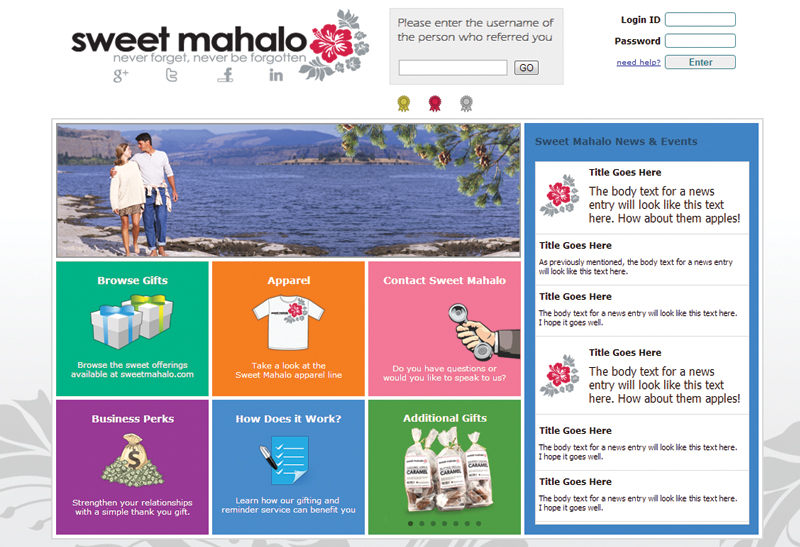 sweet mahalo
never forget, never be forgotten
g+
t
f
in
Please enter the username of
the person who referred you
GO
Login ID
Password
need help?
Enter
Browse Gifts
Browse the sweet offerings
available at sweetmahalo.com
Apparel
Take a look at the
Sweet Mahalo apparel line
Contact Sweet Mahalo
Do you have questions or
would you like to speak to us?
Business Perks
$
Strengthen your relationships
with a simple thank you gift.
How Does it Work?
Learn how our gifting and
reminder service can benefit you
Additional Gifts
SWEET MAHALO
CARAMEL
SWEET MAHALO
CARAMEL
Sweet Mahalo News & Events
Title Goes Here
The body text for a news
entry will look like this text
here. How about them apples!
Title Goes Here
As previously mentioned, the body text for a news entry
will look like this text here.
Title Goes Here
The body text for a news entry will look like this text here.
I hope it goes well.
Title Goes Here
The body text for a news
entry will look like this text
here. How about them apples!
Title Goes Here
The body text for a news entry will look like this text here.
I hope it goes well.
Title Goes Here
The body text for a news entry will look like this text here.
I hope it goes well.